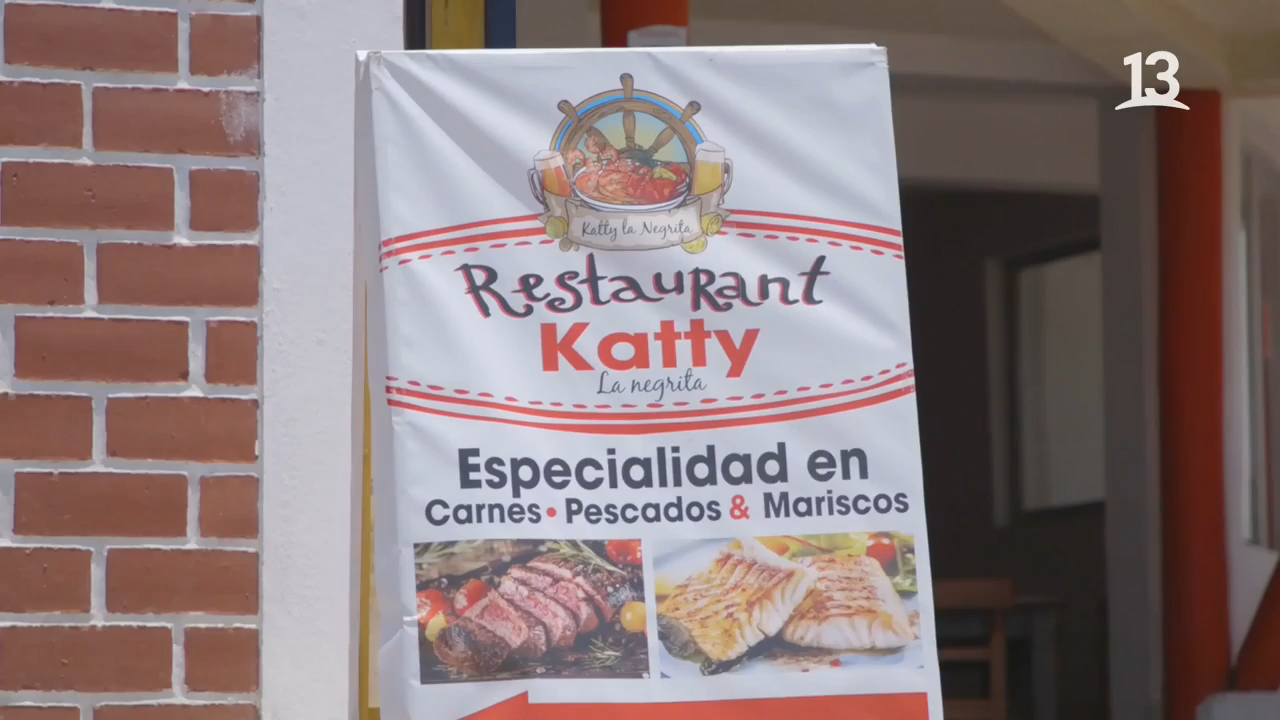 13
Katty la Negrita
Restaurant
Katty
La negrita
Especialidad en
Carnes • Pescados & Mariscos